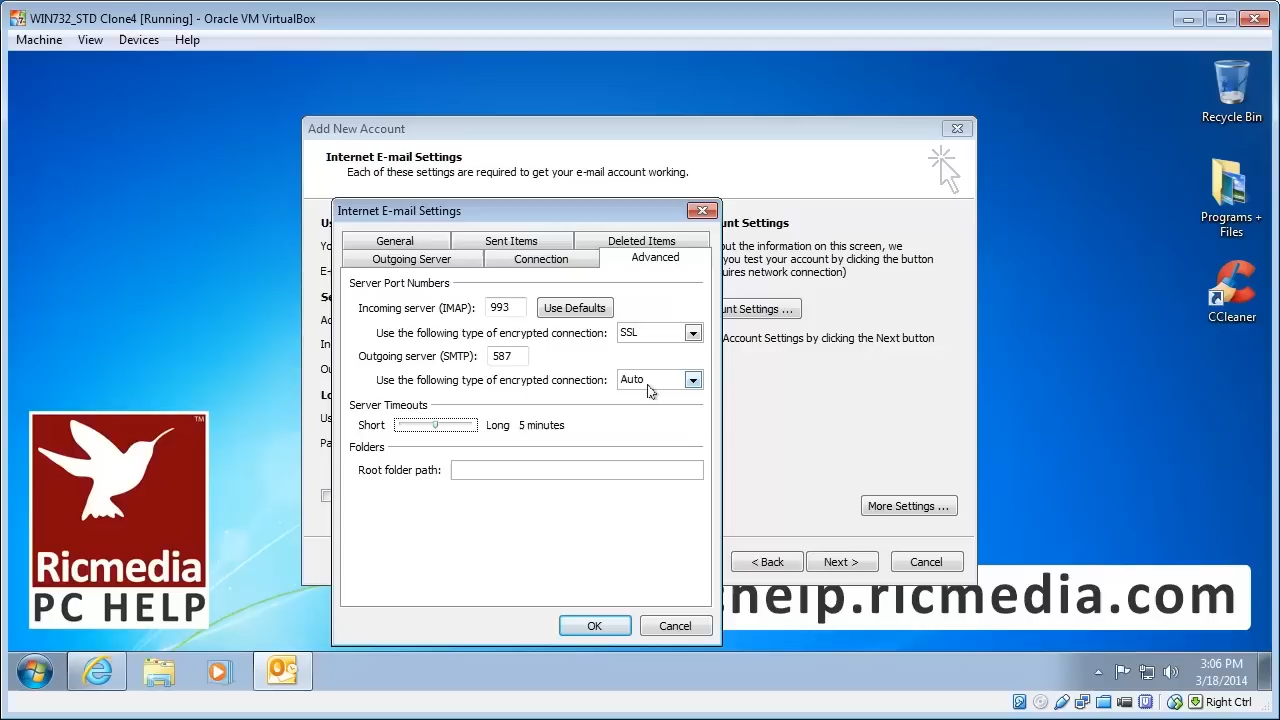 WIN732_STD Clone4 [Running] - Oracle VM VirtualBox
Machine View Devices Help
Recycle Bin
Programs +
Files
CCleaner
Add New Account
Internet E-mail Settings
Each of these settings are required to get your e-mail account working.
unt Settings
out the information on this screen, we
you test your account by clicking the button
uires network connection)
unt Settings ...
Account Settings by clicking the Next button
More Settings ...
< Back Next > Cancel
Internet E-mail Settings
General Sent Items Deleted Items
Outgoing Server Connection Advanced
Server Port Numbers
Incoming server (IMAP): 993 Use Defaults
Use the following type of encrypted connection: SSL
Outgoing server (SMTP): 587
Use the following type of encrypted connection: Auto
Server Timeouts
Short Long 5 minutes
Folders
Root folder path:
OK Cancel
TM
Ricmedia
PC HELP
help.ricmedia.com
3:06 PM
3/18/2014
Right Ctrl